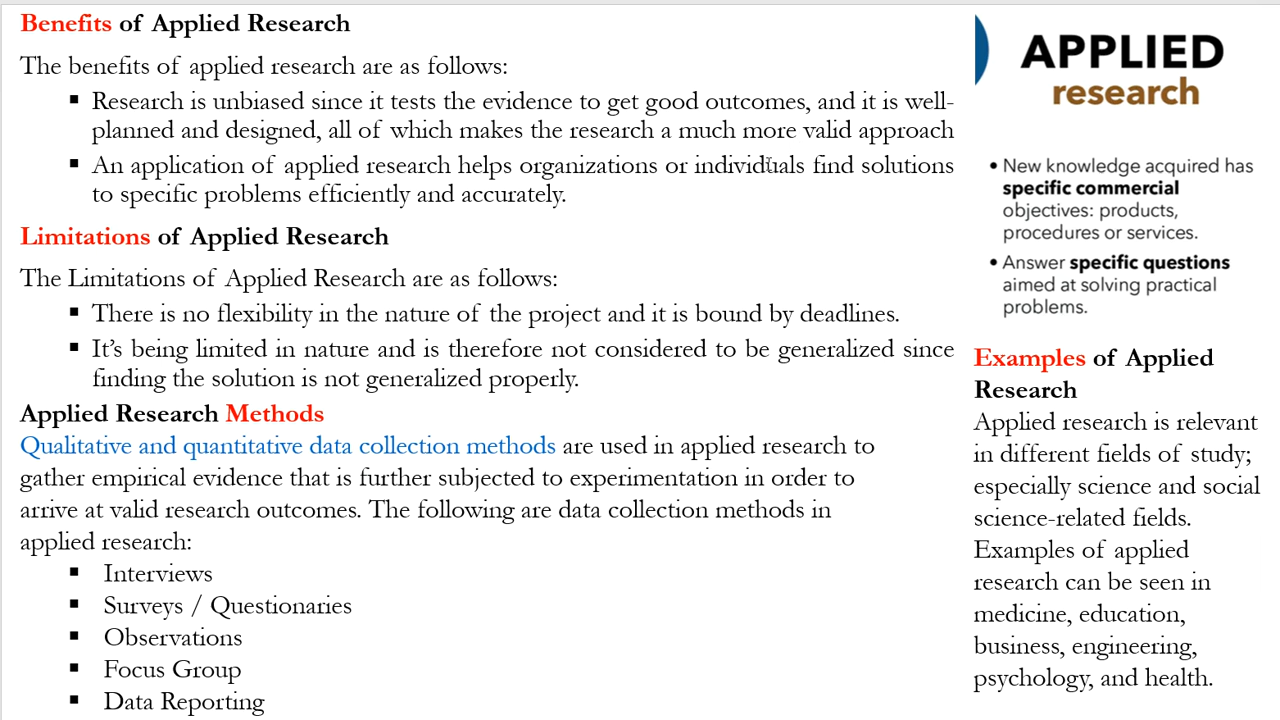 Benefits of Applied Research
The benefits of applied research are as follows:
▪ Research is unbiased since it tests the evidence to get good outcomes, and it is well-
planned and designed, all of which makes the research a much more valid approach
▪ An application of applied research helps organizations or individuals find solutions
to specific problems efficiently and accurately.
Limitations of Applied Research
The Limitations of Applied Research are as follows:
▪ There is no flexibility in the nature of the project and it is bound by deadlines.
▪ It’s being limited in nature and is therefore not considered to be generalized since
finding the solution is not generalized properly.
Applied Research Methods
Qualitative and quantitative data collection methods are used in applied research to
gather empirical evidence that is further subjected to experimentation in order to
arrive at valid research outcomes. The following are data collection methods in
applied research:
▪ Interviews
▪ Surveys / Questionaries
▪ Observations
▪ Focus Group
▪ Data Reporting
APPLIED
research
• New knowledge acquired has
specific commercial
objectives: products,
procedures or services.
• Answer specific questions
aimed at solving practical
problems.
Examples of Applied
Research
Applied research is relevant
in different fields of study;
especially science and social
science-related fields.
Examples of applied
research can be seen in
medicine, education,
business, engineering,
psychology, and health.